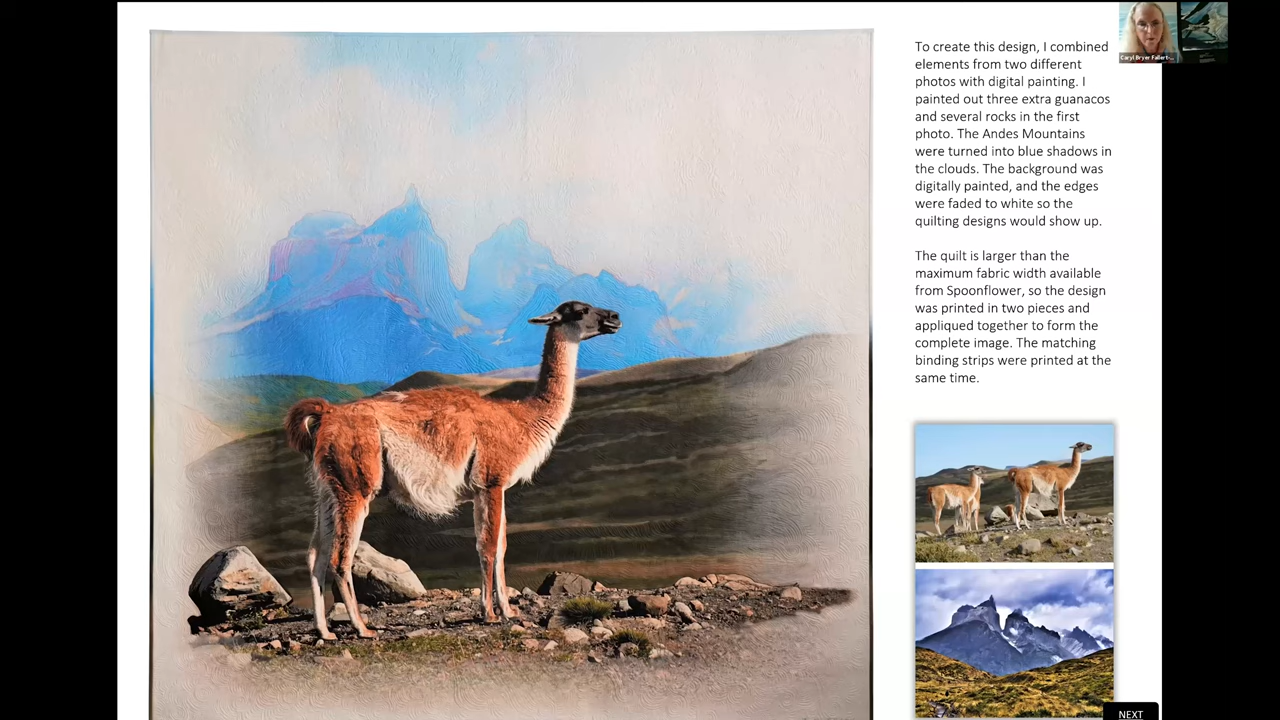 To create this design, I combined
elements from two different
photos with digital painting. I
painted out three extra guanacos
and several rocks in the first
photo. The Andes Mountains
were turned into blue shadows in
the clouds. The background was
digitally painted, and the edges
were faded to white so the
quilting designs would show up.
The quilt is larger than the
maximum fabric width available
from Spoonflower, so the design
was printed in two pieces and
appliqued together to form the
complete image. The matching
binding strips were printed at the
same time.
Caryl Bryer Fallert-...
NEXT